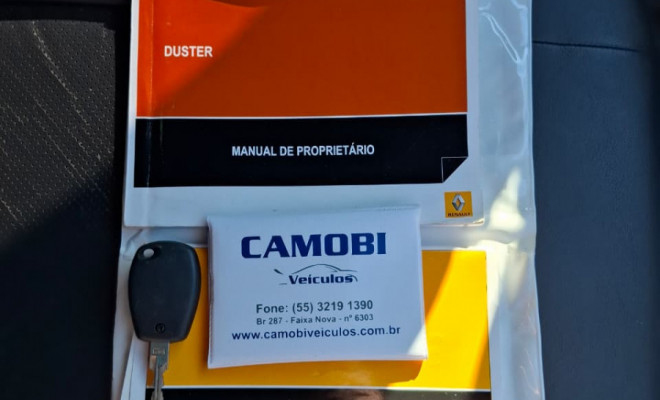 DUSTER
MANUAL DE PROPRIETÁRIO
RENAULT
CAMOBI
Veículos
Fone: (55) 3219 1390
Br 287 - Faixa Nova - nº 6303
www.camobiveiculos.com.br